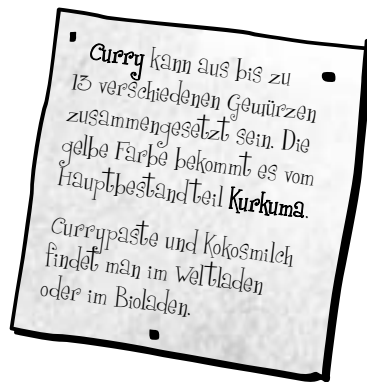 Curry kann aus bis zu
13 verschiedenen Gewürzen
zusammengesetzt sein. Die
gelbe Farbe bekommt es vom
Hauptbestandteil Kurkuma.
Currypaste und Kokosmilch
findet man im Weltladen
oder im Bioladen.